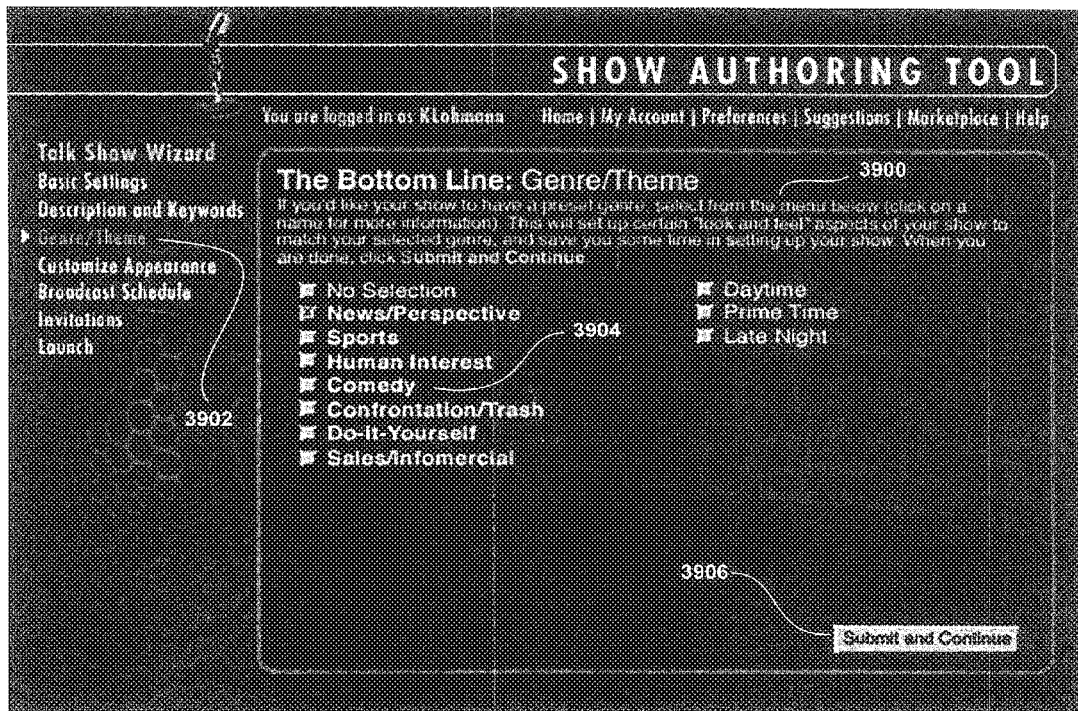 SHOW AUTHORING TOOL
You are logged in as KLohmann Home | My Account | Preferences | Suggestions | Marketplace | Help
Talk Show Wizard
Basic Settings
Description and Keywords
Genre/Theme
Customize Appearance
Broadcast Schedule
Invitations
Launch
3902
The Bottom Line: Genre/Theme
3900
If you'd like your show to have a preset genre, select from the menu below (click on a
name for more information). This will set up certain "look and feel" aspects of your show to
match your selected genre, and save you some time in setting up your show. When you
are done, click Submit and Continue
No Selection
News/Perspective
Sports
Human Interest
Comedy
Confrontation/Trash
Do-It-Yourself
Sales/Infomercial
3904
Daytime
Prime Time
Late Night
3906
Submit and Continue